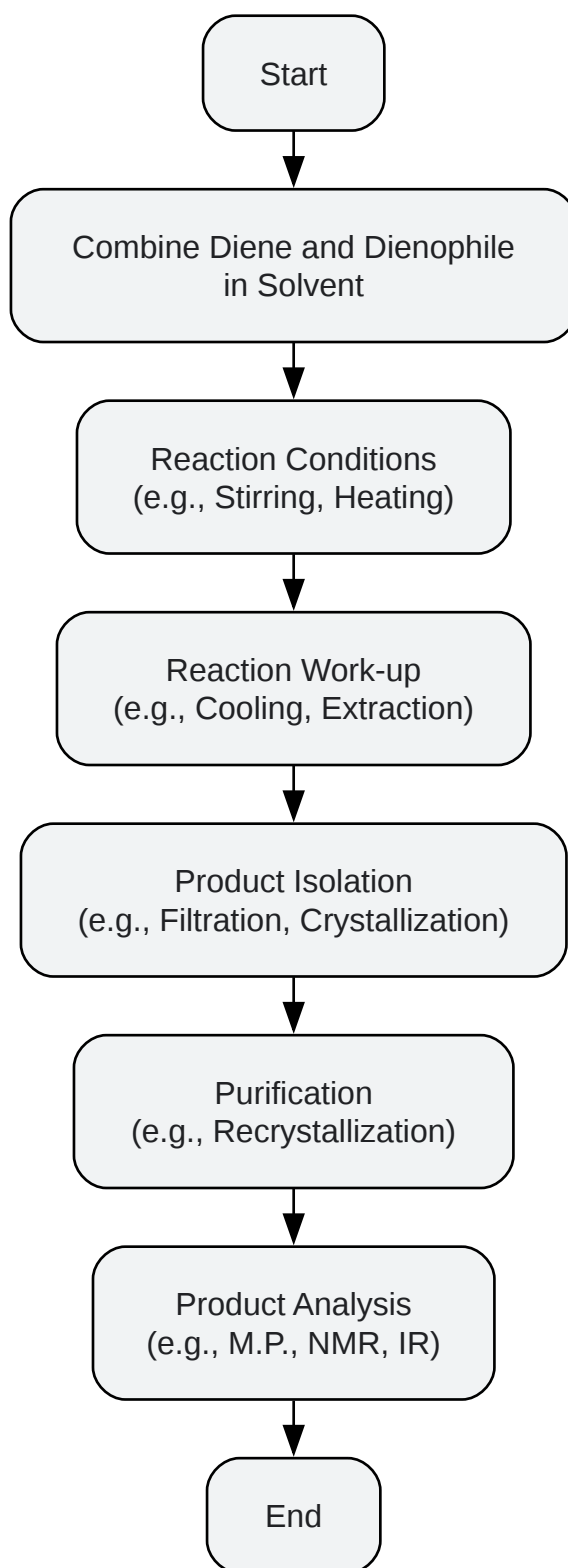 Start
Combine Diene and Dienophile
in Solvent
Reaction Conditions
(e.g., Stirring, Heating)
Reaction Work-up
(e.g., Cooling, Extraction)
Product Isolation
(e.g., Filtration, Crystallization)
Purification
(e.g., Recrystallization)
Product Analysis
(e.g., M.P., NMR, IR)
End